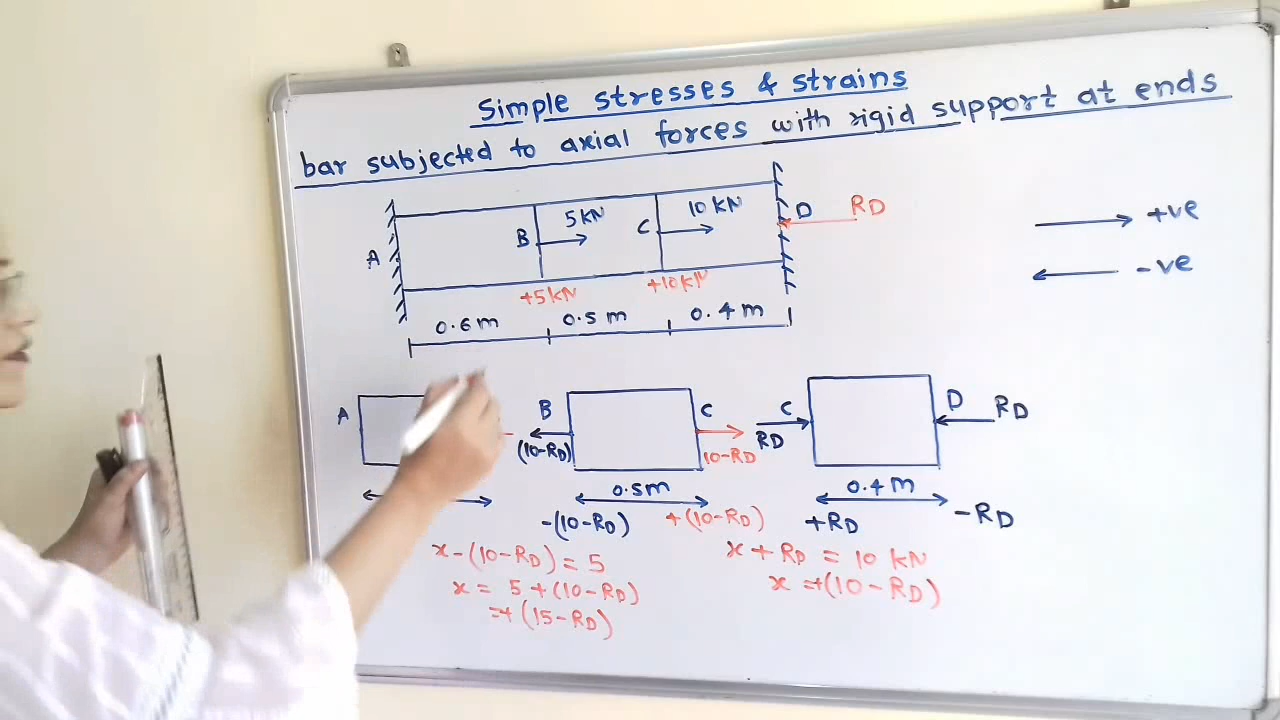 Simple stresses & strains
bar subjected to axial forces with rigid support at ends
A
B
5 kN
C
10 kN
D
RD
+5 kN
+10 kN
0.6 m
0.5 m
0.4 m
+ve
-ve
A
B
(10-RD)
C
10-RD
C
RD
D
RD
0.5m
0.4 m
-(10-RD)
+(10-RD)
+RD
-RD
x-(10-RD) = 5
x = 5 +(10-RD)
=+(15-RD)
x + RD = 10 kN
x =+(10-RD)